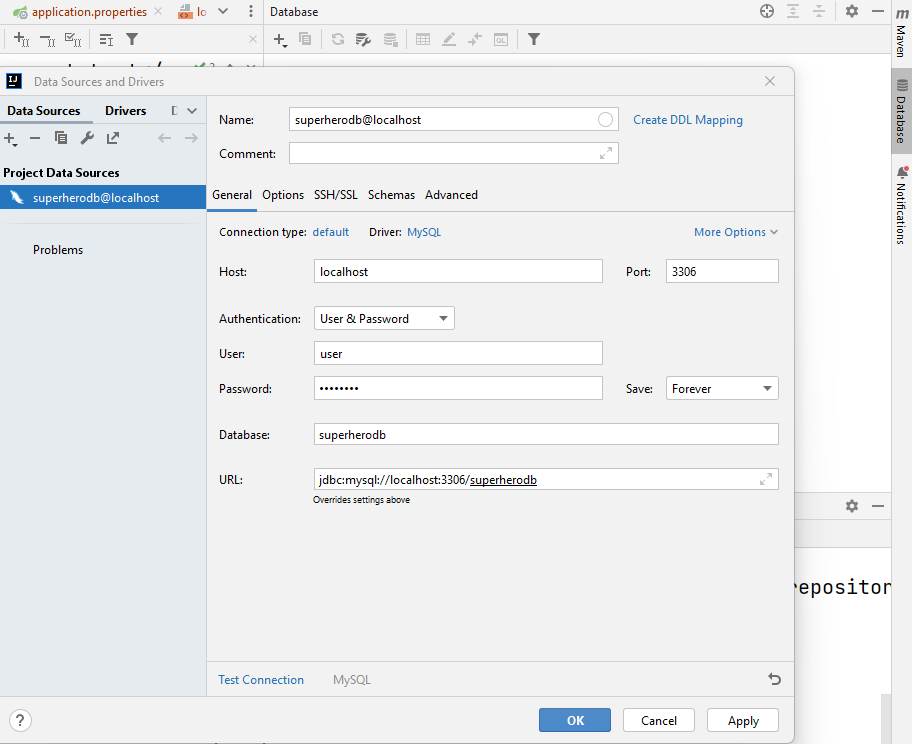 application.properties
lo
Database
Data Sources and Drivers
Data Sources
Drivers
D
Project Data Sources
superherodb@localhost
Problems
Name: superherodb@localhost Create DDL Mapping
Comment:
General Options SSH/SSL Schemas Advanced
Connection type: default Driver: MySQL More Options
Host: localhost Port: 3306
Authentication: User & Password
User: user
Password: •••••••• Save: Forever
Database: superherodb
URL: jdbc:mysql://localhost:3306/superherodb
Overrides settings above
Test Connection MySQL
? OK Cancel Apply
repositor
m Maven
Database
Notifications